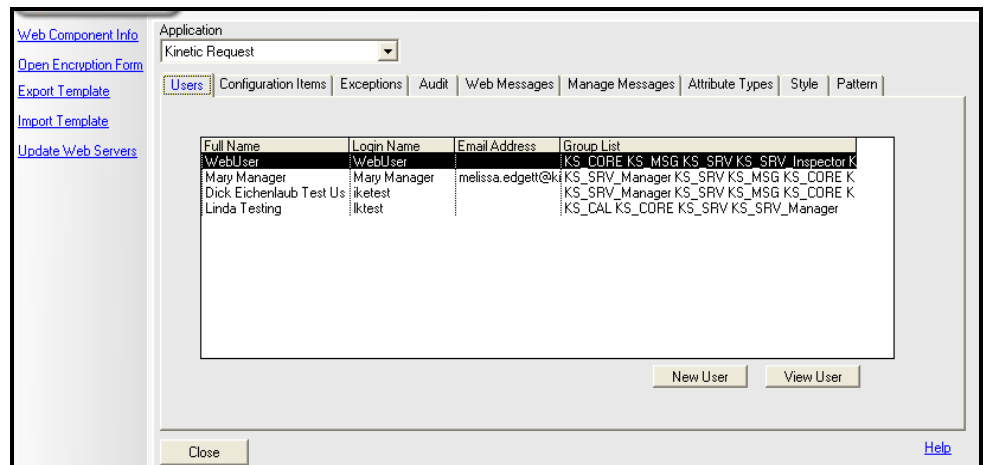 Web Component Info
Open Encryption Form
Export Template
Import Template
Update Web Servers
Application
Kinetic Request
Users Configuration Items Exceptions Audit Web Messages Manage Messages Attribute Types Style Pattern
Full Name Login Name Email Address Group List
WebUser WebUser KS_CORE KS_MSG KS_SRV KS_SRV_Inspector K
Mary Manager Mary Manager melissa.edgett@ki KS_SRV_Manager KS_SRV KS_MSG KS_CORE K
Dick Eichenlaub Test Us iketest KS_SRV_Manager KS_SRV KS_MSG KS_CORE K
Linda Testing lktest KS_CAL KS_CORE KS_SRV KS_SRV_Manager
New User View User
Close Help